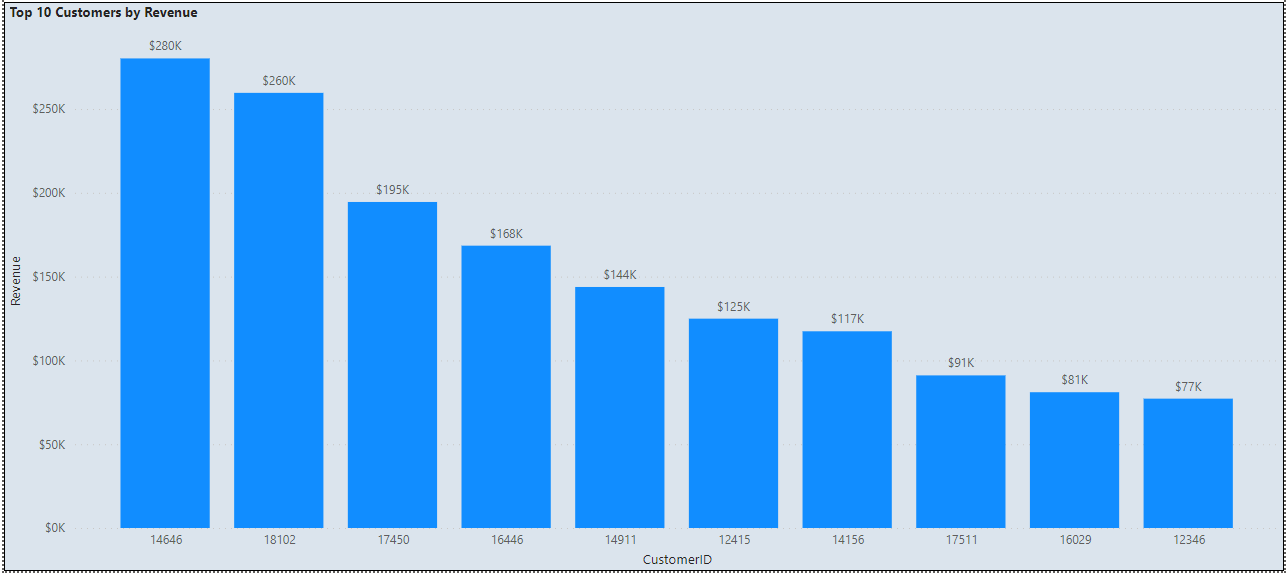 Top 10 Customers by Revenue
$280K
$260K
$250K
$195K
$200K
$168K
$150K
$144K
$125K
$117K
$100K
$91K
$81K
$77K
$50K
$0K
Revenue
14646 18102 17450 16446 14911 12415 14156 17511 16029 12346
CustomerID